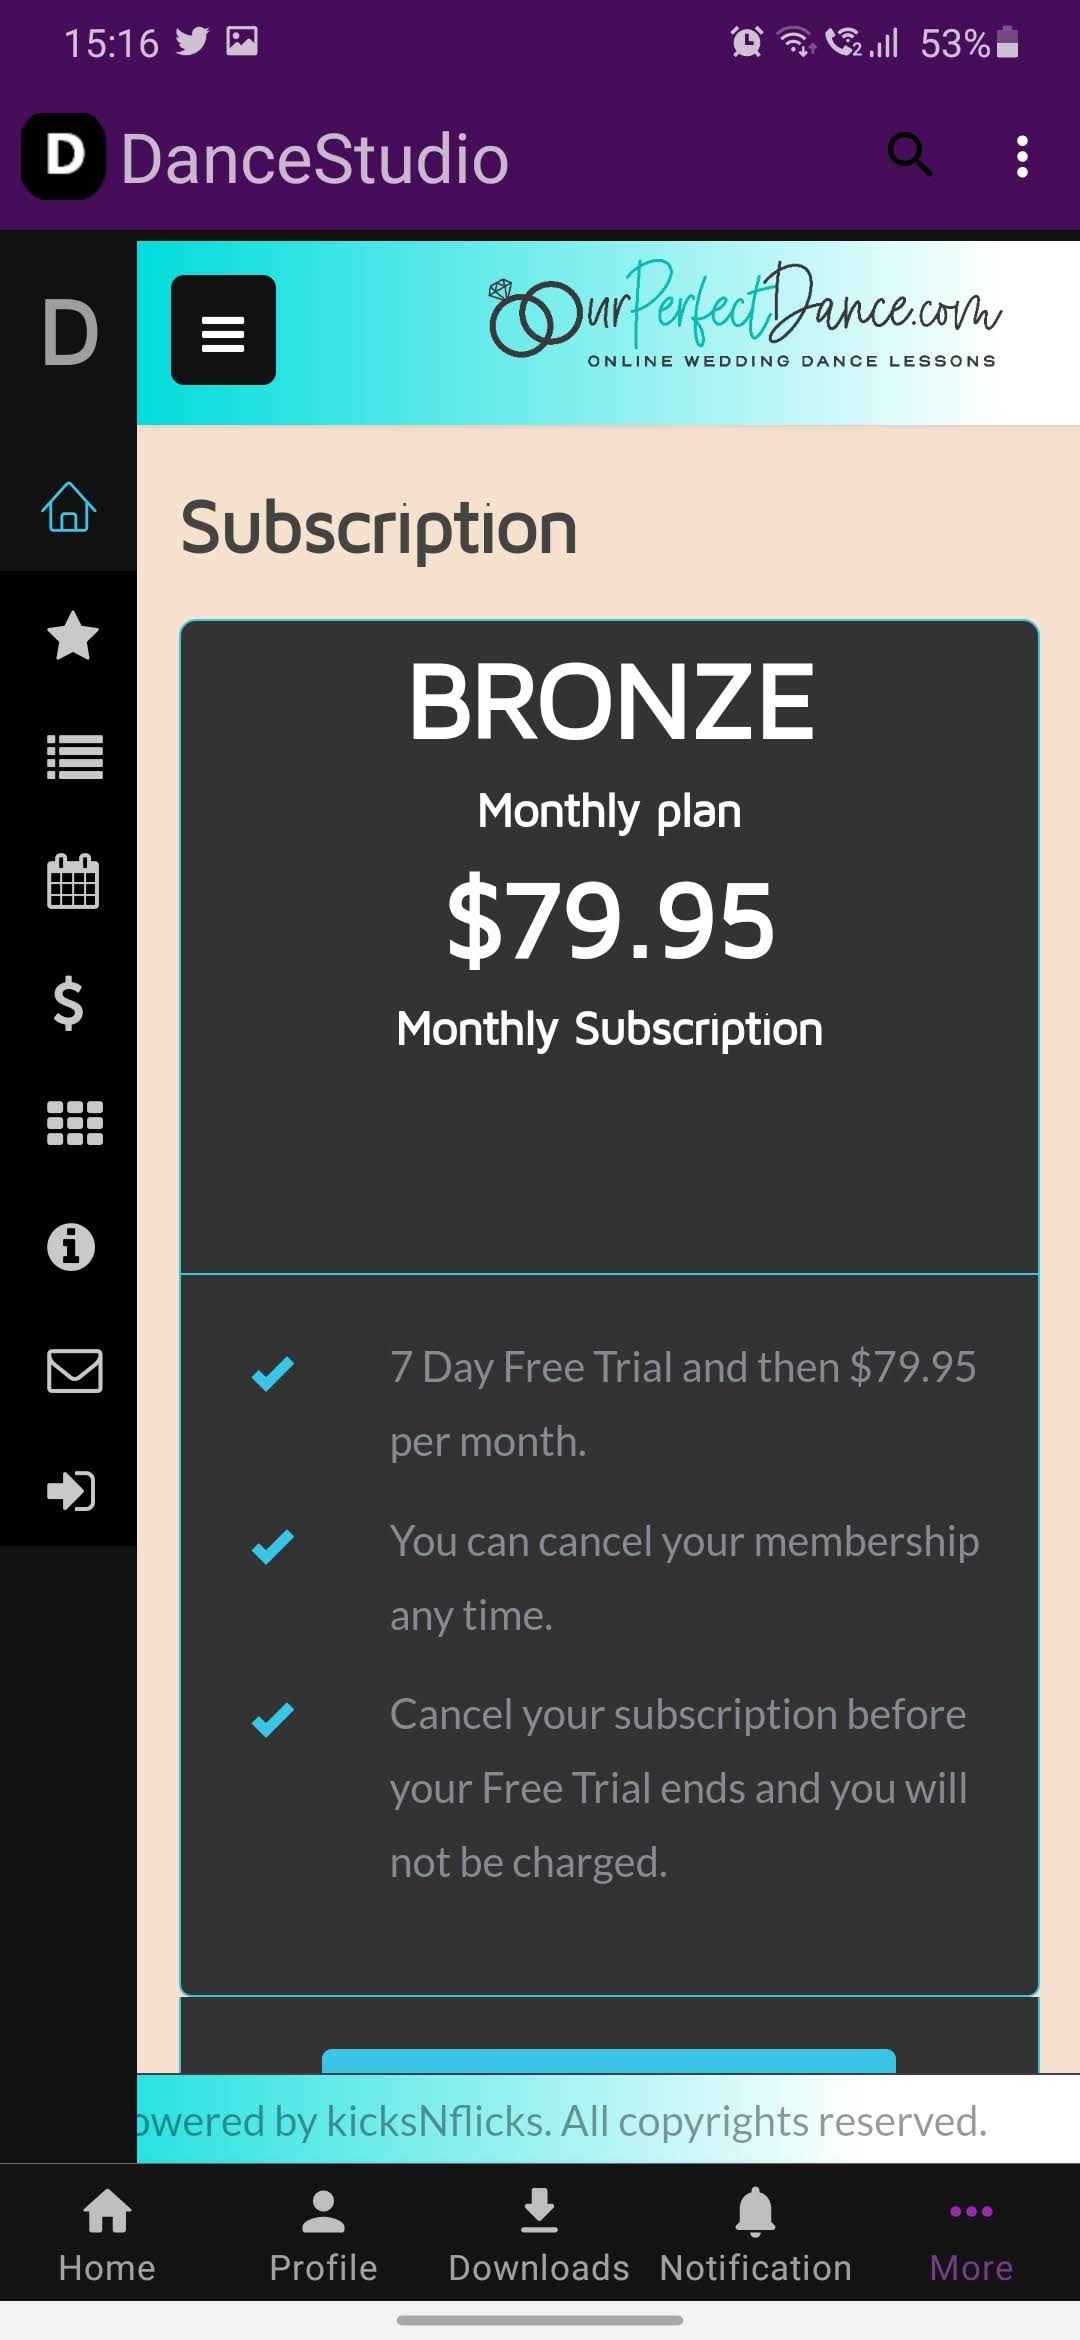 15:16
53%
D DanceStudio
D
OurPerfectDance.com
ONLINE WEDDING DANCE LESSONS
Subscription
BRONZE
Monthly plan
$79.95
Monthly Subscription
7 Day Free Trial and then $79.95
per month.
You can cancel your membership
any time.
Cancel your subscription before
your Free Trial ends and you will
not be charged.
owered by kicksNflicks. All copyrights reserved.
Home Profile Downloads Notification More